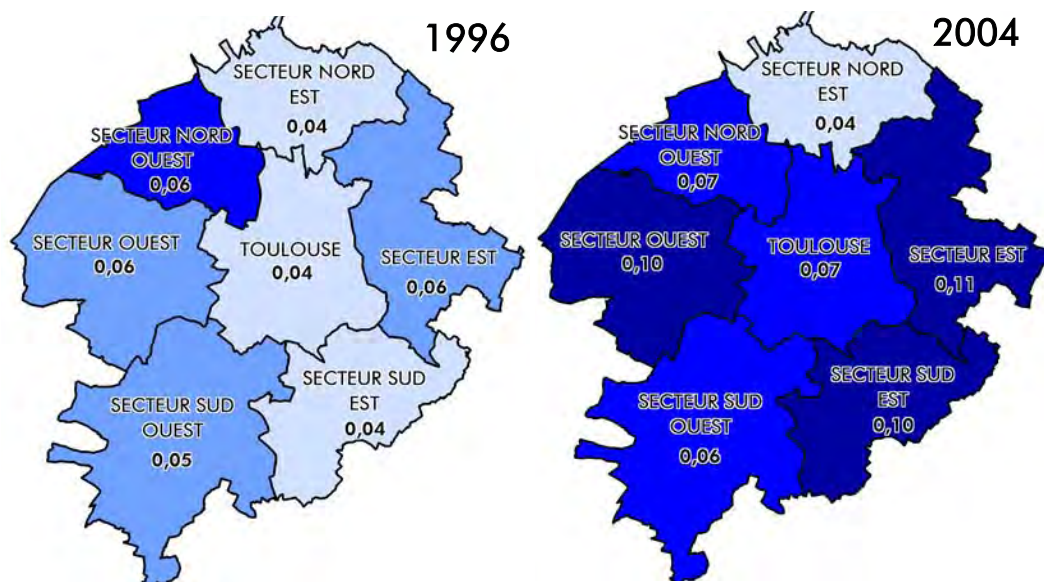 1996
SECTEUR NORD
EST
0,04
SECTEUR NORD
OUEST
0,06
SECTEUR OUEST
0,06
TOULOUSE
0,04
SECTEUR EST
0,06
SECTEUR SUD
EST
0,04
SECTEUR SUD
OUEST
0,05
2004
SECTEUR NORD
EST
0,04
SECTEUR NORD
OUEST
0,07
SECTEUR OUEST
0,10
TOULOUSE
0,07
SECTEUR EST
0,11
SECTEUR SUD
EST
0,10
SECTEUR SUD
OUEST
0,06